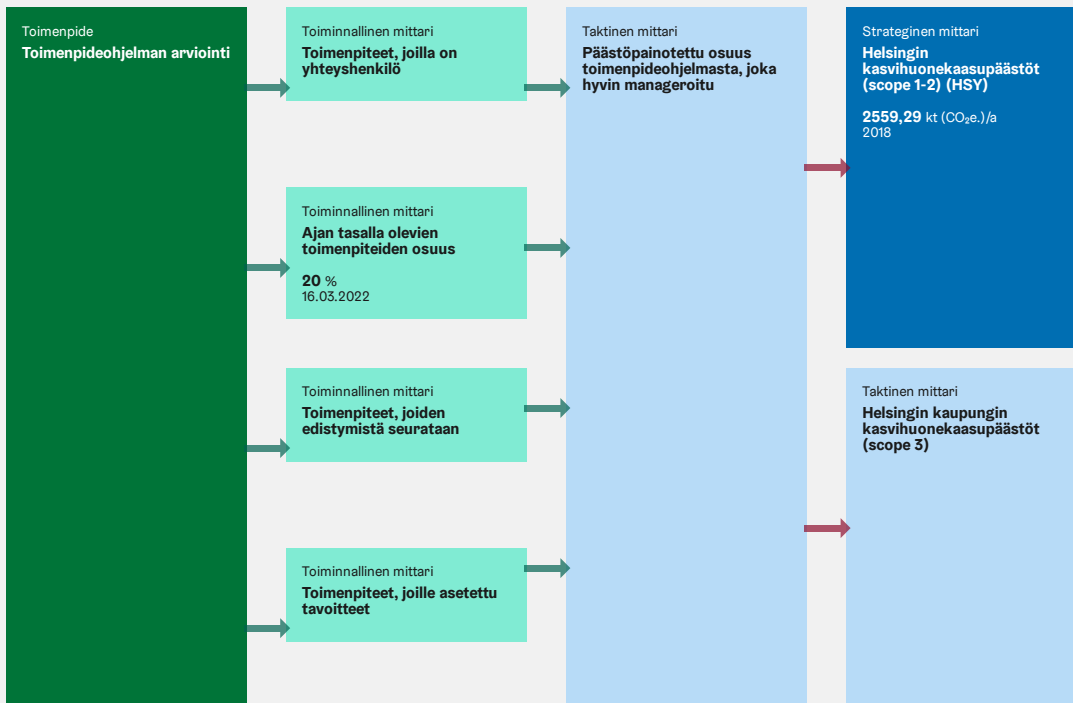 Toimenpide
Toimenpideohjelman arviointi
Toiminnallinen mittari
Toimenpiteet, joilla on
yhteyshenkilö
Toiminnallinen mittari
Ajan tasalla olevien
toimenpiteiden osuus
20 %
16.03.2022
Toiminnallinen mittari
Toimenpiteet, joiden
edistymistä seurataan
Toiminnallinen mittari
Toimenpiteet, joille asetettu
tavoitteet
Taktinen mittari
Päästöpainotettu osuus
toimenpideohjelmasta, joka
hyvin manageroitu
Strateginen mittari
Helsingin
kasvihuonekaasupäästöt
(scope 1-2) (HSY)
2559,29 kt (CO₂e.)/a
2018
Taktinen mittari
Helsingin kaupungin
kasvihuonekaasupäästöt
(scope 3)